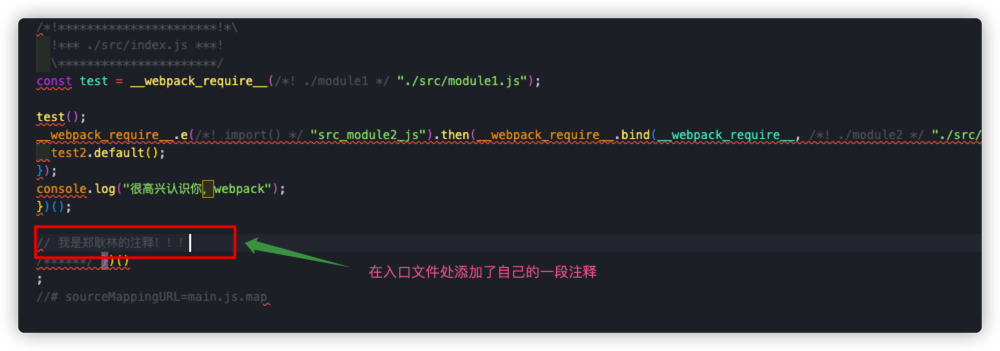 /*!***********************!*\
!*** ./src/index.js ***!
\***********************/
const test = __webpack_require__(/*! ./module1 */ "./src/module1.js");
test();
__webpack_require__.e(/*! import() */ "src_module2_js").then(__webpack_require__.bind(__webpack_require__, /*! ./module2 */ "./src/
test2.default();
});
console.log("很高兴认识你，webpack");
})();
// 我是郑耿林的注释！！！
/******/ })()
在入口文件处添加了自己的一段注释
;
//# sourceMappingURL=main.js.map